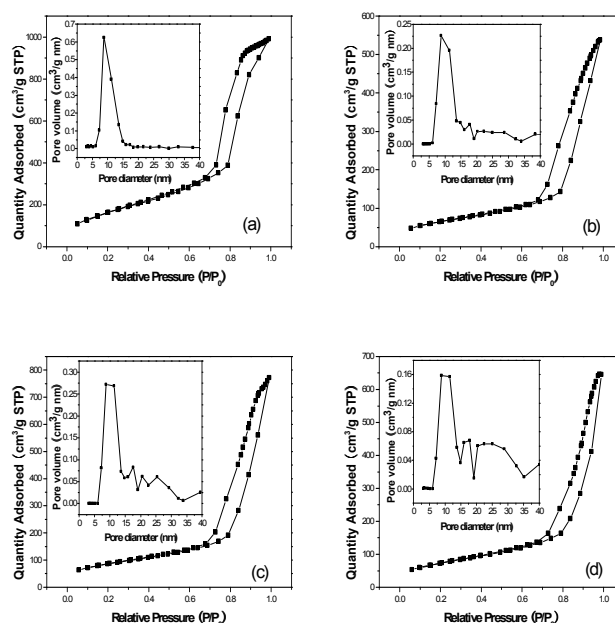 0.7
0.6
0.5
0.4
0.3
0.2
0.1
0.0
Pore volume (cm³/g nm)
0 5 10 15 20 25 30 35 40
Pore diameter (nm)
1000
800
600
400
200
0
Quantity Adsorbed (cm³/g STP)
(a)
0.0 0.2 0.4 0.6 0.8 1.0
Relative Pressure (P/P₀)
0.25
0.20
0.15
0.10
0.05
0.00
Pore volume (cm³/g nm)
0 5 10 15 20 25 30 35 40
Pore diameter (nm)
600
500
400
300
200
100
0
Quantity Adsorbed (cm³/g STP)
(b)
0.0 0.2 0.4 0.6 0.8 1.0
Relative Pressure (P/P₀)
0.30
0.25
0.20
0.15
0.10
0.05
0.00
Pore volume (cm³/g nm)
0 5 10 15 20 25 30 35 40
Pore diameter (nm)
800
700
600
500
400
300
200
100
0
Quantity Adsorbed (cm³/g STP)
(c)
0.0 0.2 0.4 0.6 0.8 1.0
Relative Pressure (P/P₀)
0.16
0.12
0.08
0.04
0.00
Pore volume (cm³/g nm)
0 5 10 15 20 25 30 35 40
Pore diameter (nm)
700
600
500
400
300
200
100
0
Quantity Adsorbed (cm³/g STP)
(d)
0.0 0.2 0.4 0.6 0.8 1.0
Relative Pressure (P/P₀)